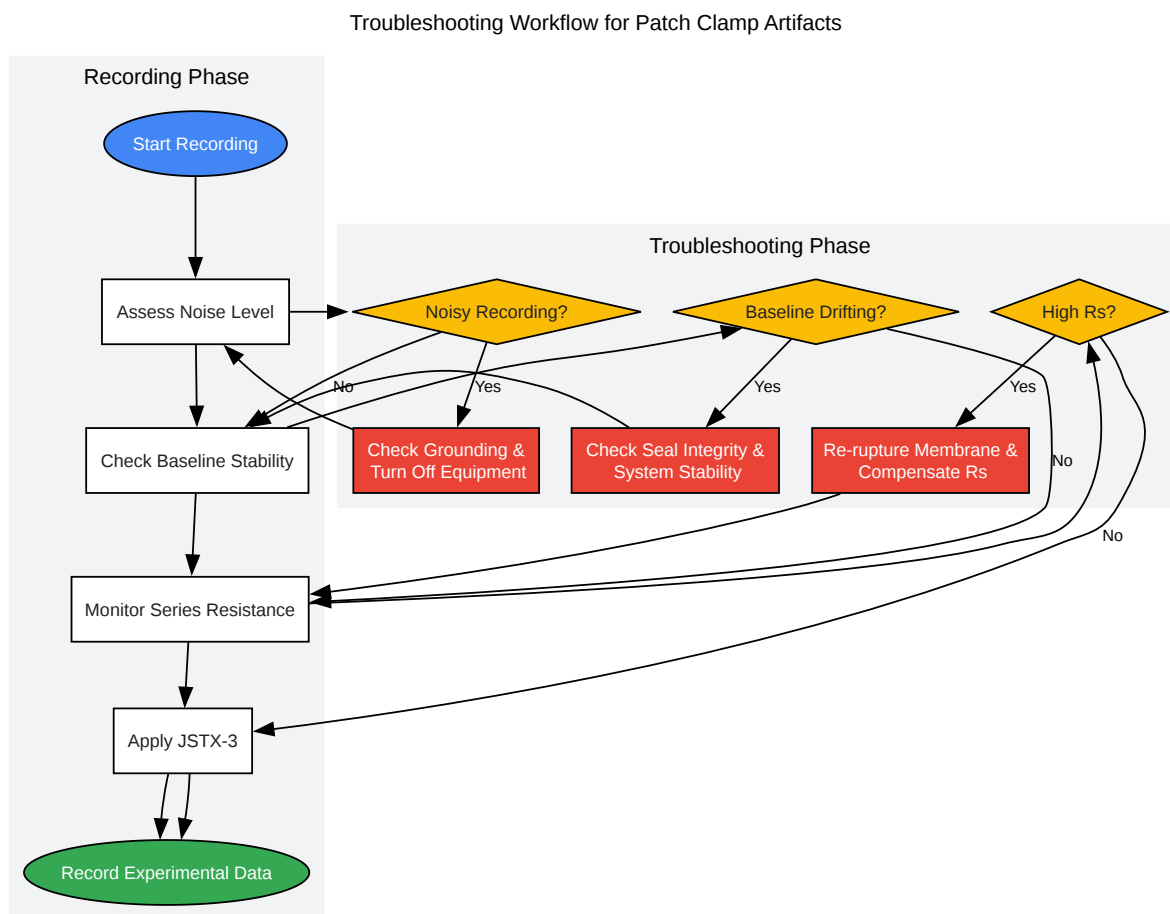 Troubleshooting Workflow for Patch Clamp Artifacts
Recording Phase
Start Recording
Troubleshooting Phase
Assess Noise Level
Noisy Recording?
Baseline Drifting?
High Rs?
No
Yes
Yes
Yes
Check Baseline Stability
Check Grounding &
Turn Off Equipment
Check Seal Integrity &
System Stability
Re-rupture Membrane &
Compensate Rs
No
No
Monitor Series Resistance
Apply JSTX-3
Record Experimental Data